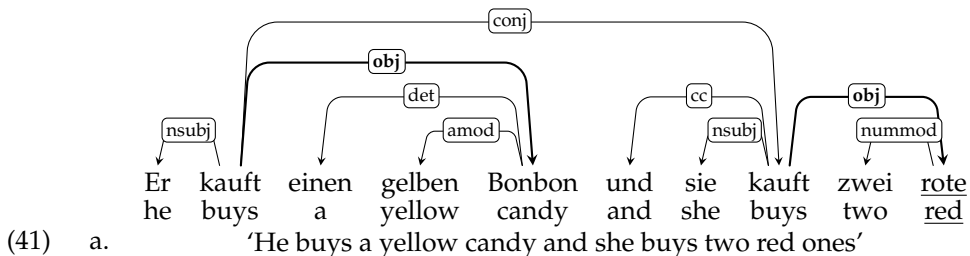 conj
obj
det cc obj
nsubj amod nsubj nummod
Er kauft einen gelben Bonbon und sie kauft zwei rote
he buys a yellow candy and she buys two red
(41) a. 'He buys a yellow candy and she buys two red ones'